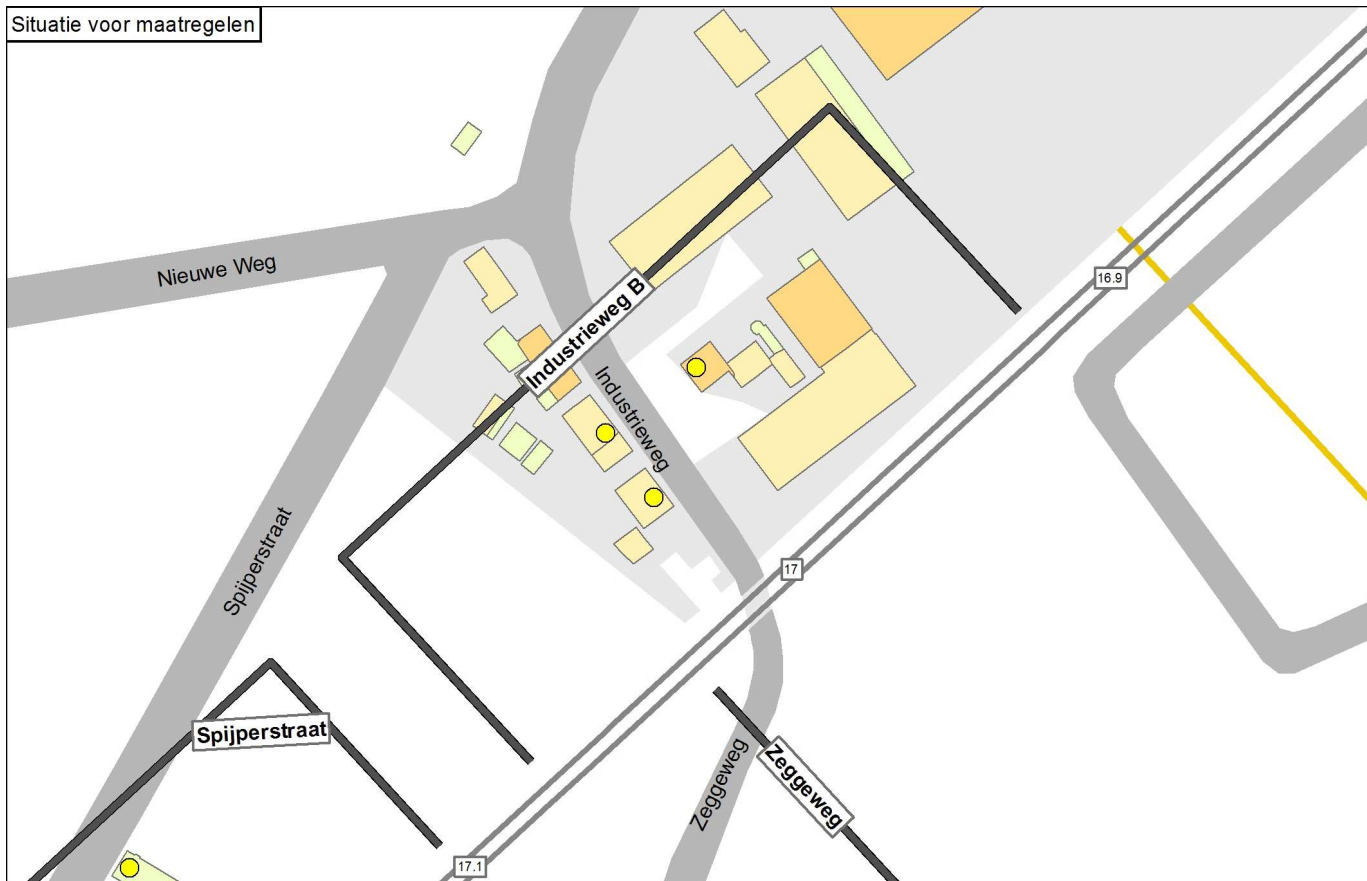 Situatie voor maatregelen
Nieuwe Weg
16.9
Industrieweg B
Industrieweg
Spijperstraat
17
Spijperstraat
Zeggeweg
Zeggeweg
17.1